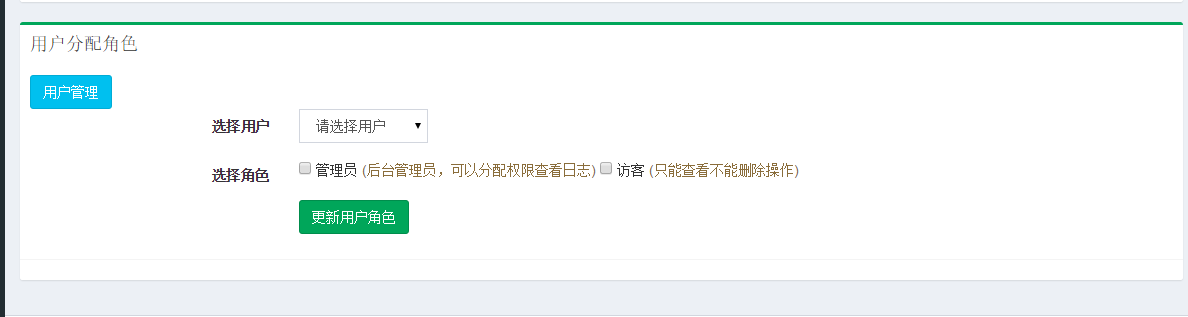 用户分配角色
用户管理
选择用户 请选择用户
选择角色 管理员 (后台管理员，可以分配权限查看日志) 访客 (只能查看不能删除操作)
更新用户角色